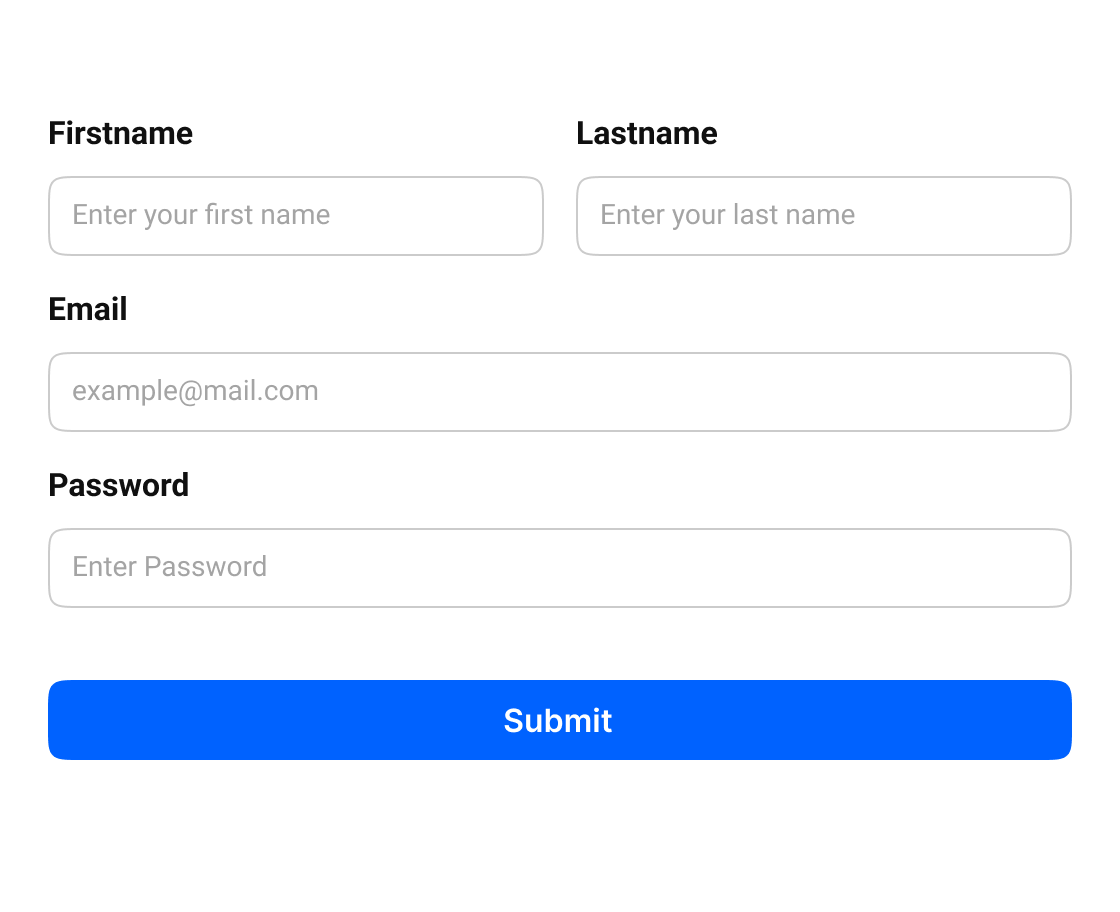 Firstname
Lastname
Enter your first name
Enter your last name
Email
example@mail.com
Password
Enter Password
Submit